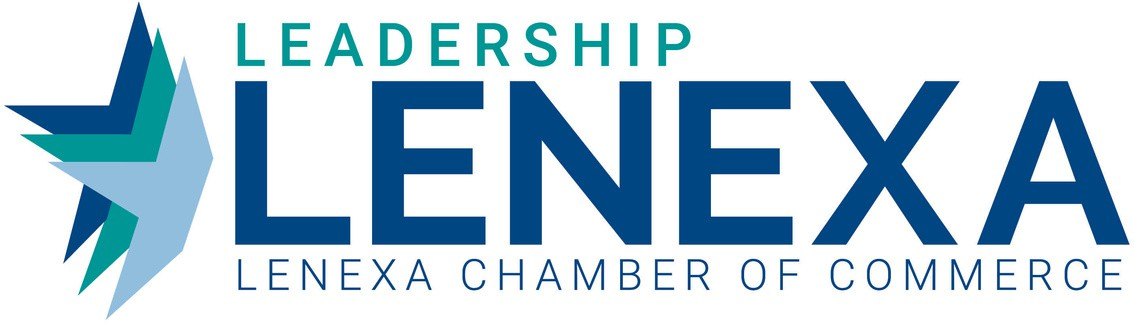 LEADERSHIP
LENEXA
LENEXA CHAMBER OF COMMERCE